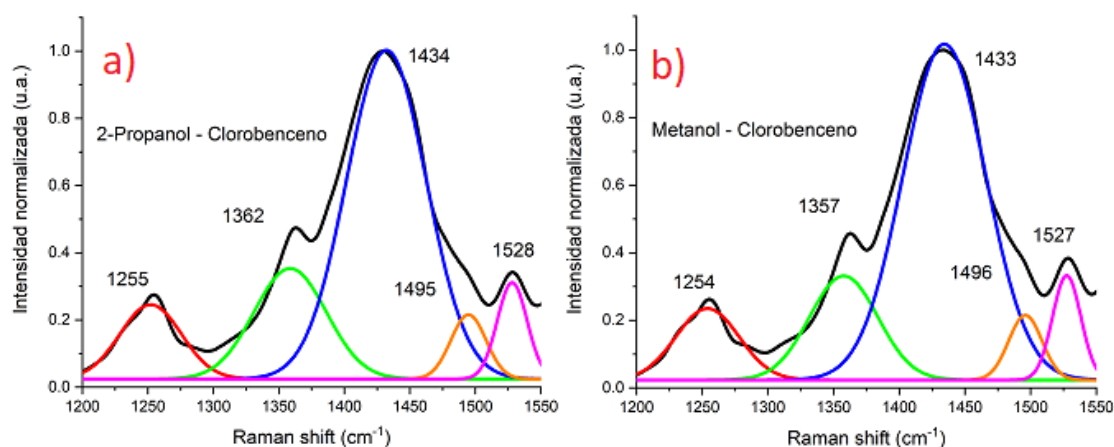 a)
2-Propanol - Clorobenceno
1434
1362
1255
1495
1528
Intensidad normalizada (u.a.)
1.0
0.8
0.6
0.4
0.2
0.0
1200 1250 1300 1350 1400 1450 1500 1550
Raman shift (cm⁻¹)
b)
Metanol - Clorobenceno
1433
1357
1254
1496
1527
Intensidad normalizada (u.a.)
1.0
0.8
0.6
0.4
0.2
0.0
1200 1250 1300 1350 1400 1450 1500 1550
Raman shift (cm⁻¹)